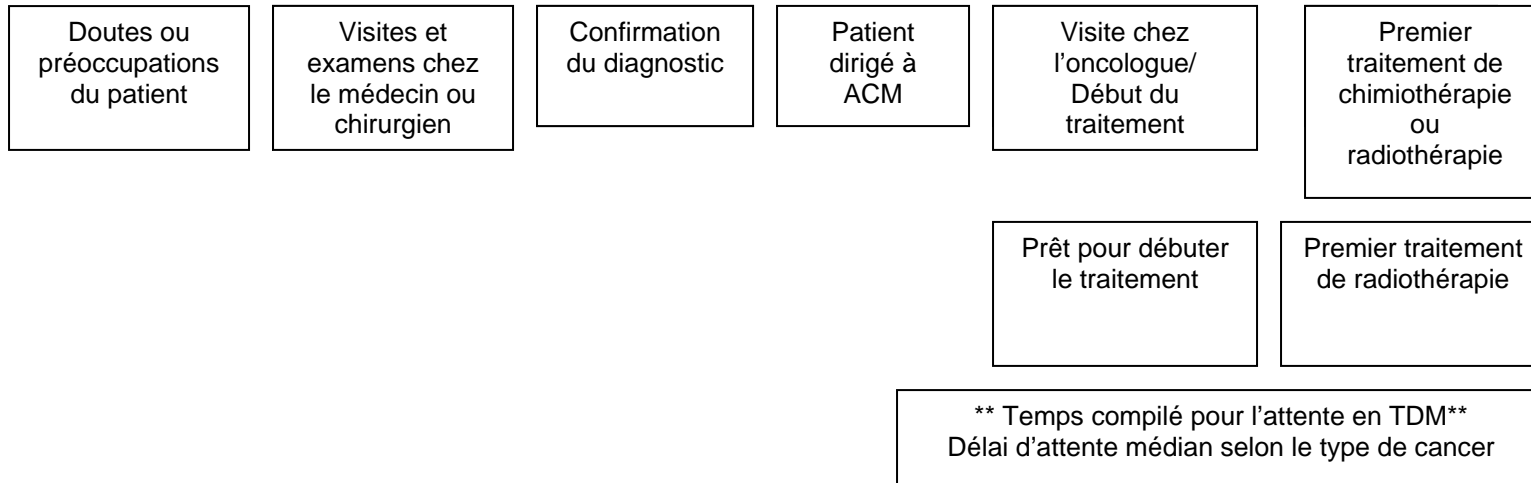 Doutes ou
préoccupations
du patient
Visites et
examens chez
le médecin ou
chirurgien
Confirmation
du diagnostic
Patient
dirigé à
ACM
Visite chez
l’oncologue/
Début du
traitement
Premier
traitement de
chimiothérapie
ou
radiothérapie
Prêt pour débuter
le traitement
Premier traitement
de radiothérapie
** Temps compilé pour l’attente en TDM**
Délai d’attente médian selon le type de cancer